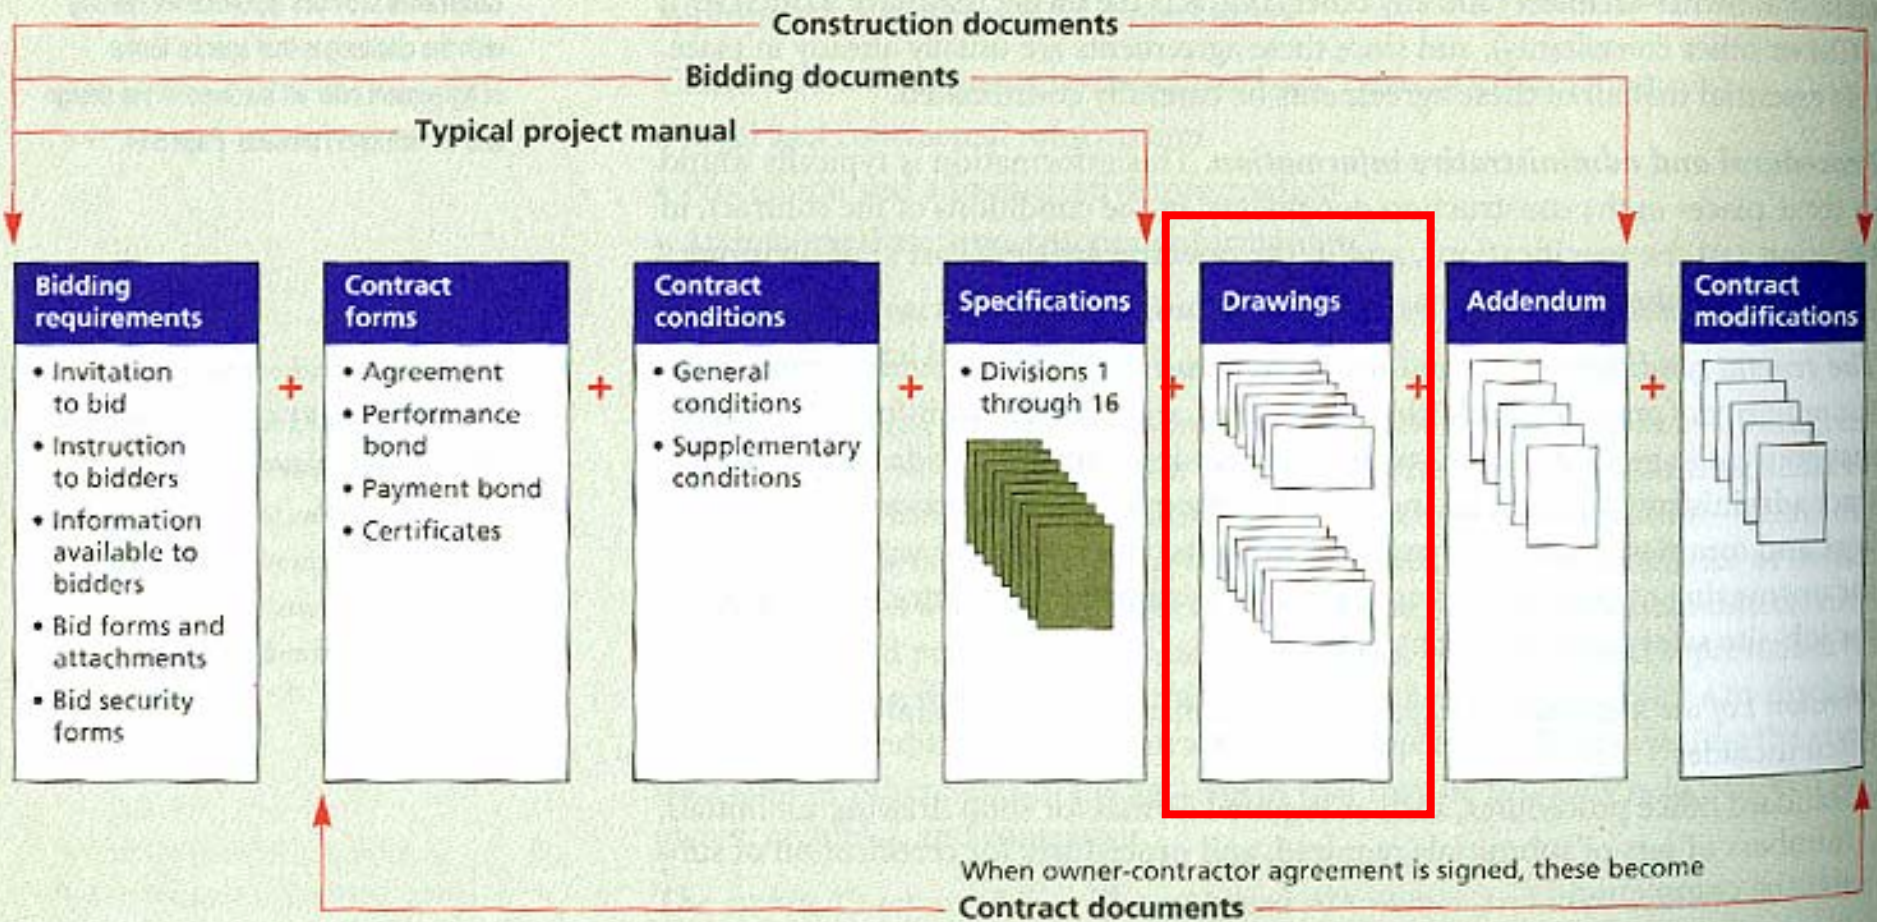 Construction documents
Bidding documents
Typical project manual
Bidding
requirements
• Invitation
to bid
• Instruction
to bidders
• Information
available to
bidders
• Bid forms and
attachments
• Bid security
forms
+
Contract
forms
• Agreement
• Performance
bond
• Payment bond
• Certificates
+
Contract
conditions
• General
conditions
• Supplementary
conditions
+
Specifications
• Divisions 1
through 16
+
Drawings
+
Addendum
+
Contract
modifications
When owner-contractor agreement is signed, these become
Contract documents